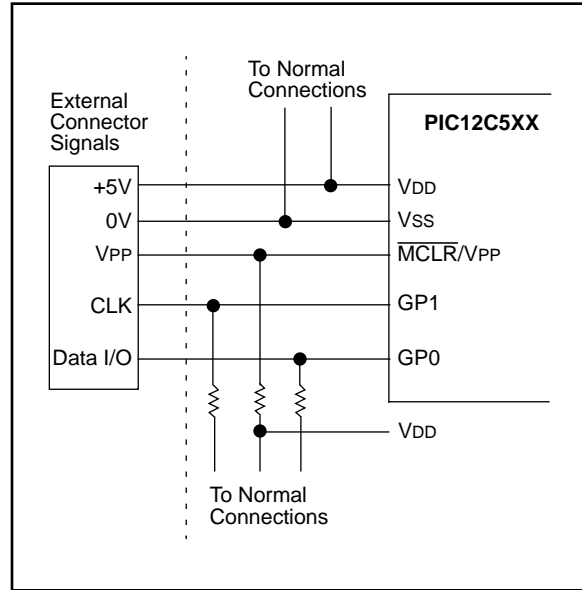 To Normal
Connections
External
Connector
Signals
PIC12C5XX
+5V
VDD
0V
VSS
VPP
MCLR/VPP
CLK
GP1
Data I/O
GP0
VDD
To Normal
Connections